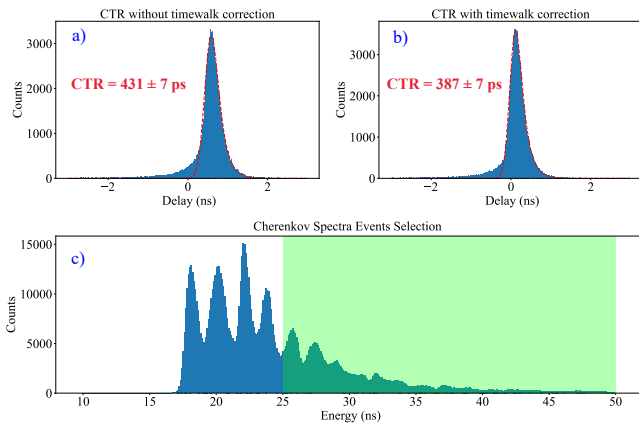 CTR without timewalk correction
a)
CTR = 431 ± 7 ps
Counts
3000
2000
1000
0
−2
0
2
Delay (ns)
CTR with timewalk correction
b)
CTR = 387 ± 7 ps
Counts
3000
2000
1000
0
−2
0
2
Delay (ns)
Cherenkov Spectra Events Selection
c)
Counts
15000
10000
5000
0
10
15
20
25
30
35
40
45
50
Energy (ns)